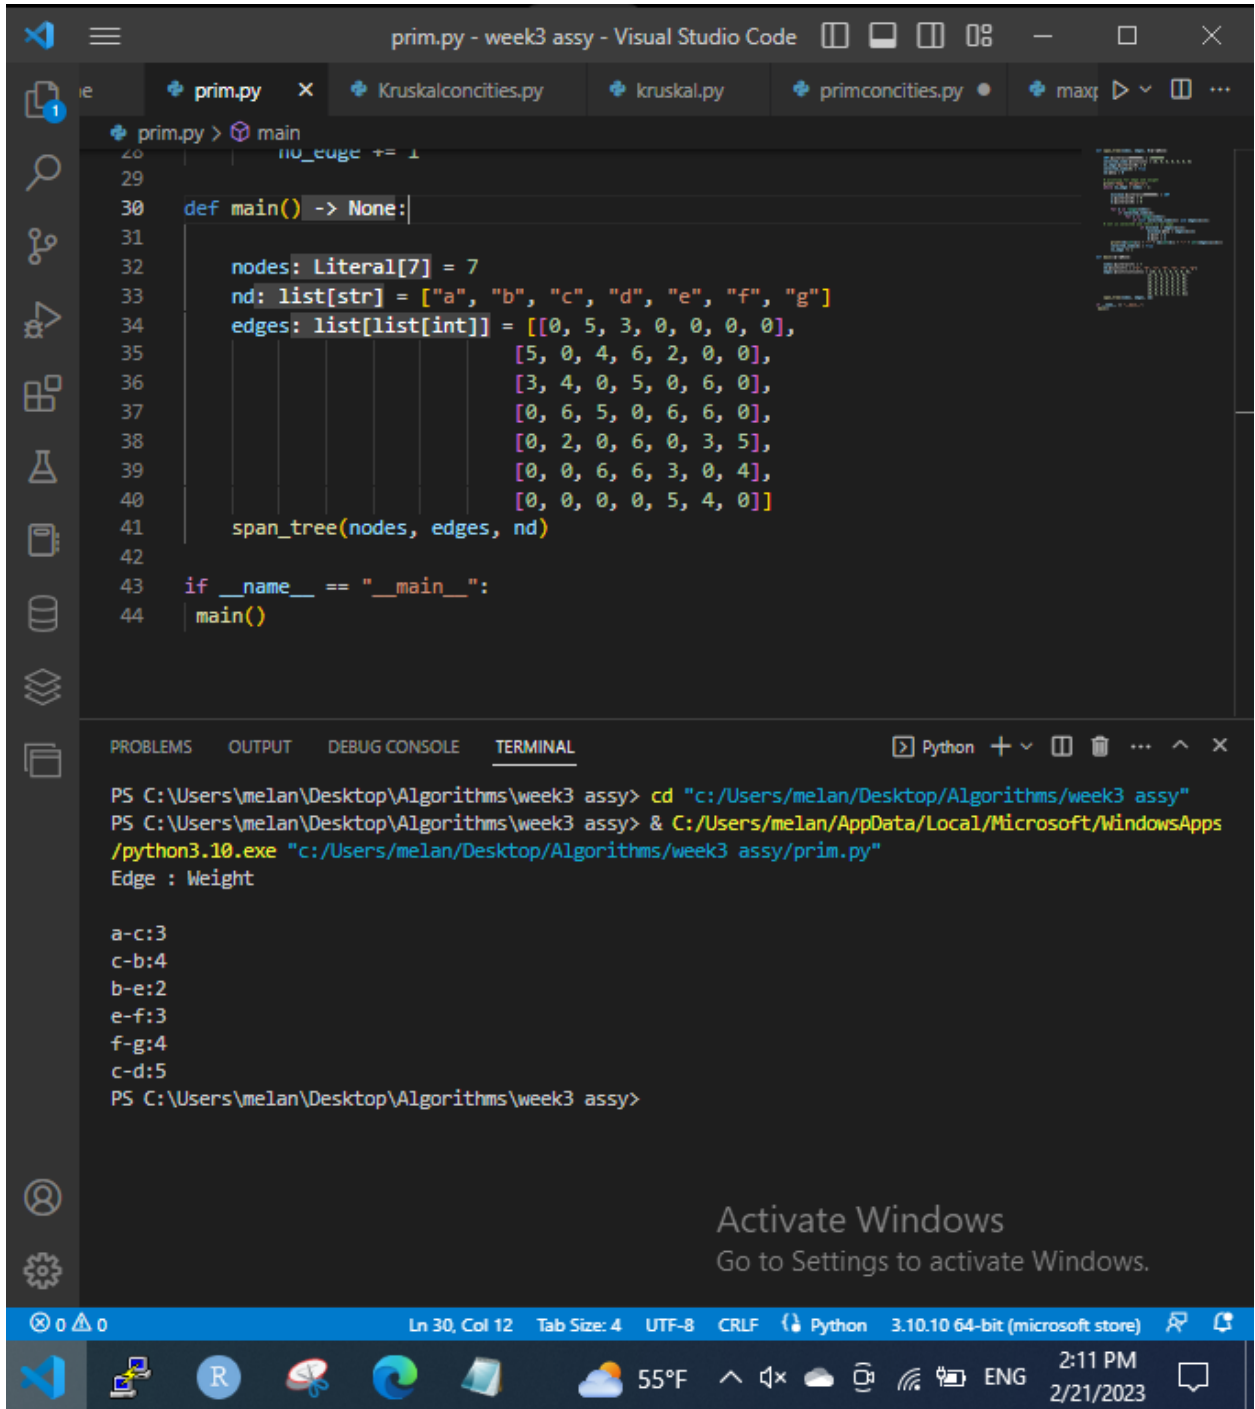 prim.py - week3 assy - Visual Studio Code
1
ne prim.py Kruskalconcities.py kruskal.py primconcities.py
prim.py > main
28 no_edge += 1
29
30 def main() -> None:
31
32 nodes: Literal[7] = 7
33 nd: list[str] = ["a", "b", "c", "d", "e", "f", "g"]
34 edges: list[list[int]] = [[0, 5, 3, 0, 0, 0, 0],
35 [5, 0, 4, 6, 2, 0, 0],
36 [3, 4, 0, 5, 0, 6, 0],
37 [0, 6, 5, 0, 6, 6, 0],
38 [0, 2, 0, 6, 0, 3, 5],
39 [0, 0, 6, 6, 3, 0, 4],
40 [0, 0, 0, 0, 5, 4, 0]]
41 span_tree(nodes, edges, nd)
42
43 if __name__ == "__main__":
44 main()
PROBLEMS OUTPUT DEBUG CONSOLE TERMINAL Python
PS C:\Users\melan\Desktop\Algorithms\week3 assy> cd "c:/Users/melan/Desktop/Algorithms/week3 assy"
PS C:\Users\melan\Desktop\Algorithms\week3 assy> & C:/Users/melan/AppData/Local/Microsoft/WindowsApps
/python3.10.exe "c:/Users/melan/Desktop/Algorithms/week3 assy/prim.py"
Edge : Weight
a-c:3
c-b:4
b-e:2
e-f:3
f-g:4
c-d:5
PS C:\Users\melan\Desktop\Algorithms\week3 assy>
Activate Windows
Go to Settings to activate Windows.
0 0 Ln 30, Col 12 Tab Size: 4 UTF-8 CRLF Python 3.10.10 64-bit (microsoft store)
R 55°F ENG 2:11 PM
2/21/2023